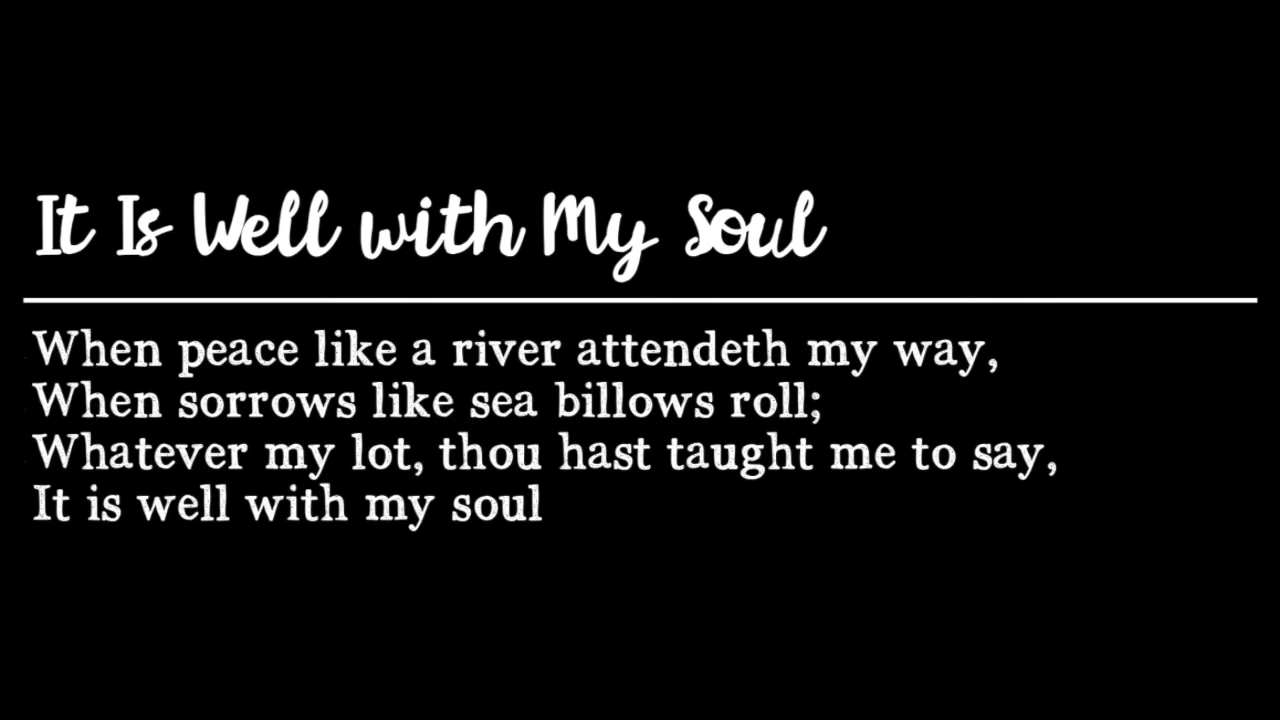 It Is Well with My Soul
When peace like a river attendeth my way,
When sorrows like sea billows roll;
Whatever my lot, thou hast taught me to say,
It is well with my soul